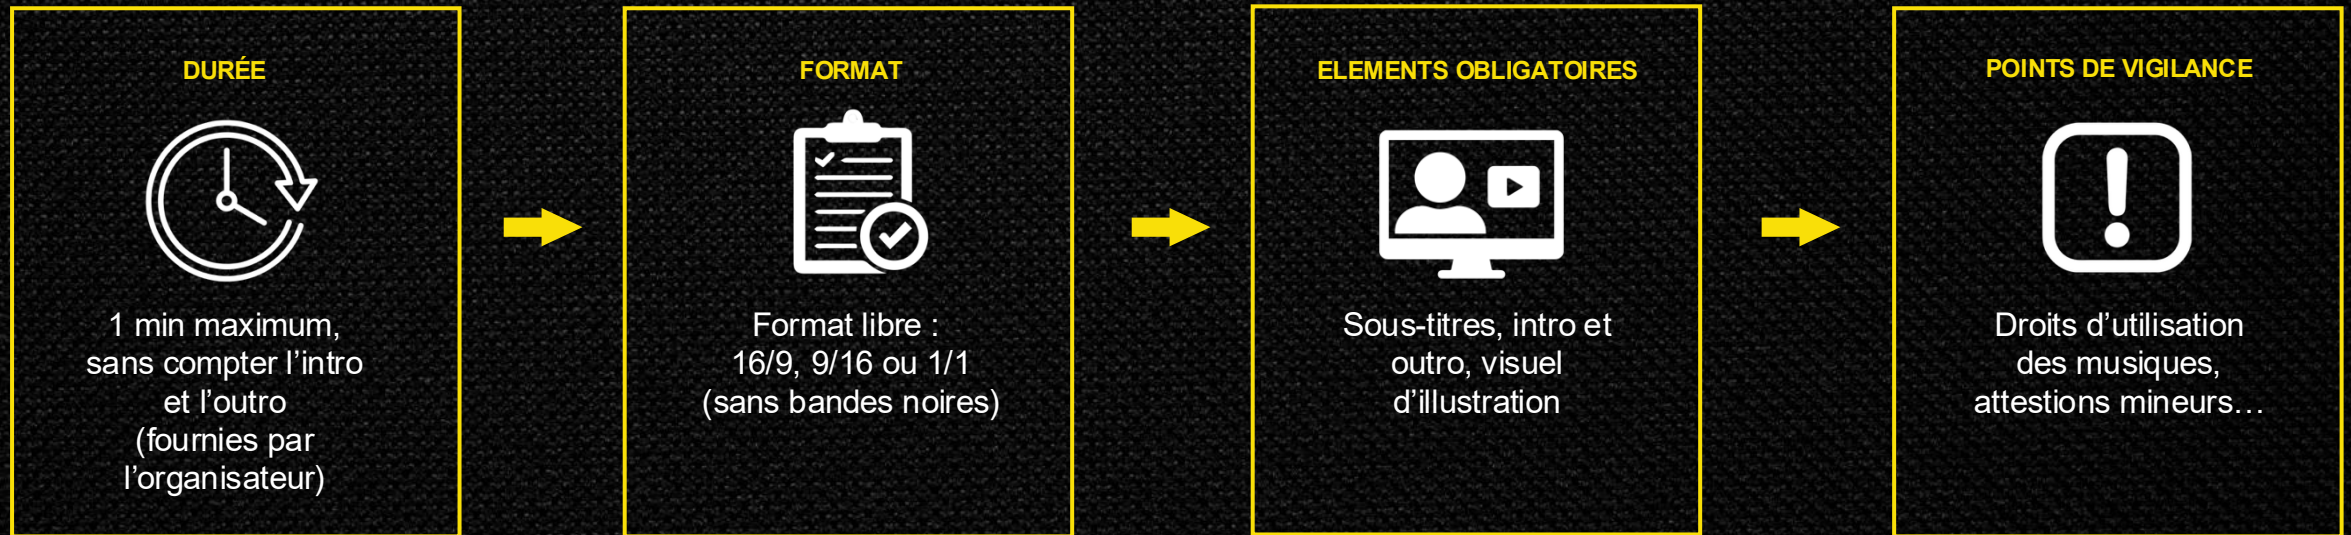 DURÉE
1 min maximum,
sans compter l’intro
et l’outro
(fournies par
l’organisateur)
FORMAT
Format libre :
16/9, 9/16 ou 1/1
(sans bandes noires)
ELEMENTS OBLIGATOIRES
Sous-titres, intro et
outro, visuel
d’illustration
POINTS DE VIGILANCE
Droits d’utilisation
des musiques,
attestions mineurs…